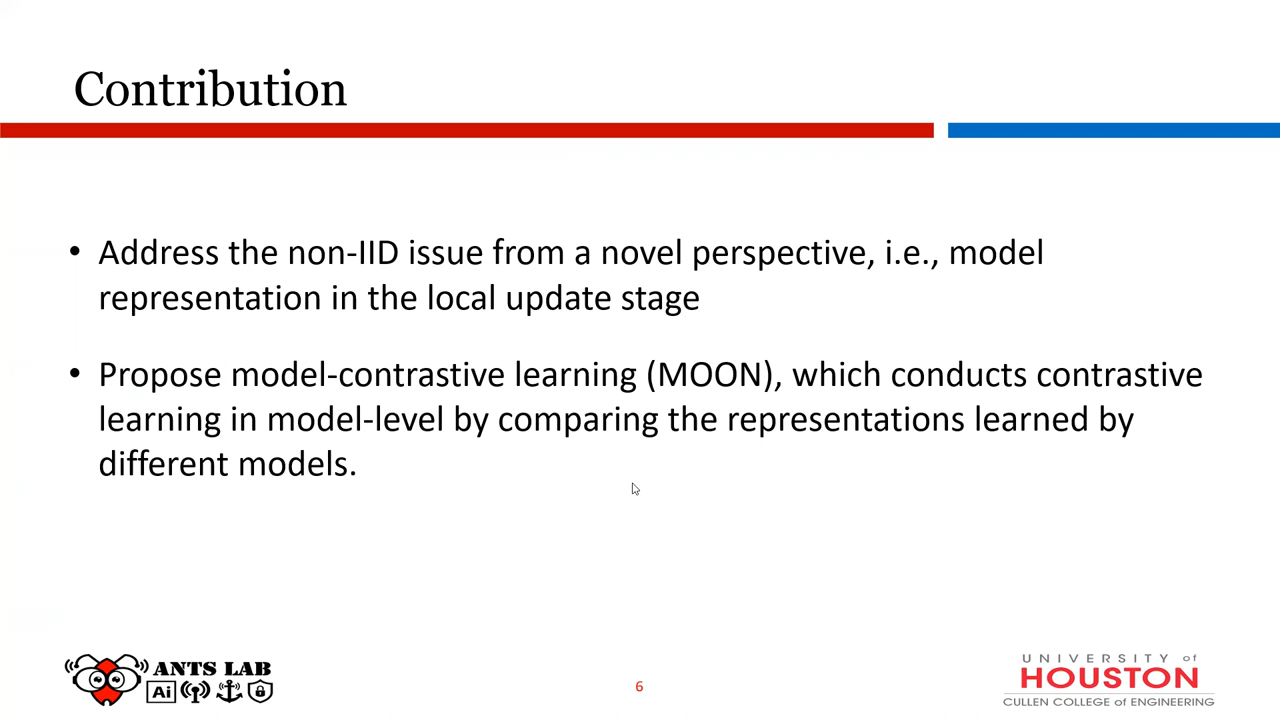 Contribution
• Address the non-IID issue from a novel perspective, i.e., model
representation in the local update stage
• Propose model-contrastive learning (MOON), which conducts contrastive
learning in model-level by comparing the representations learned by
different models.
ANTS LAB
Ai
6
UNIVERSITY of
HOUSTON
CULLEN COLLEGE of ENGINEERING